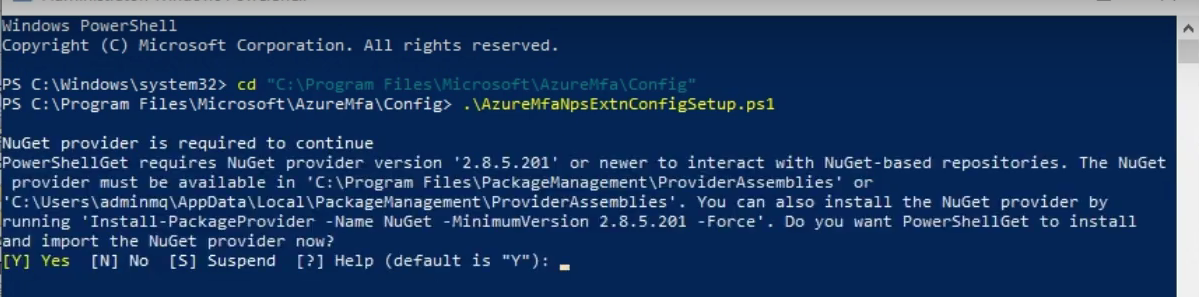 Windows PowerShell
Copyright (C) Microsoft Corporation. All rights reserved.
PS C:\Windows\system32> cd "C:\Program Files\Microsoft\AzureMfa\Config"
PS C:\Program Files\Microsoft\AzureMfa\Config> .\AzureMfaNpsExtnConfigSetup.ps1
NuGet provider is required to continue
PowerShellGet requires NuGet provider version '2.8.5.201' or newer to interact with NuGet-based repositories. The NuGet
provider must be available in 'C:\Program Files\PackageManagement\ProviderAssemblies' or
'C:\Users\adminmq\AppData\Local\PackageManagement\ProviderAssemblies'. You can also install the NuGet provider by
running 'Install-PackageProvider -Name NuGet -MinimumVersion 2.8.5.201 -Force'. Do you want PowerShellGet to install
and import the NuGet provider now?
[Y] Yes  [N] No  [S] Suspend  [?] Help (default is "Y"):